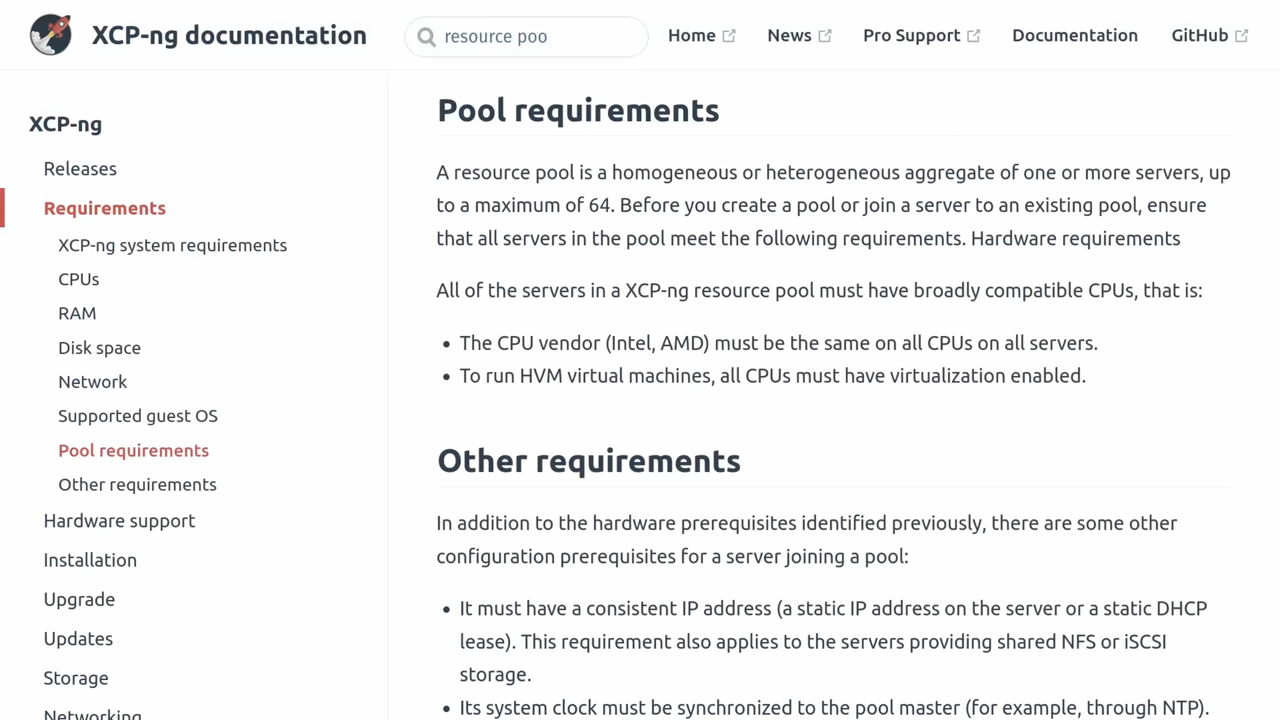 XCP-ng documentation
resource poo
Home
News
Pro Support
Documentation
GitHub
XCP-ng
Releases
Requirements
XCP-ng system requirements
CPUs
RAM
Disk space
Network
Supported guest OS
Pool requirements
Other requirements
Hardware support
Installation
Upgrade
Updates
Storage
Networking
Pool requirements
A resource pool is a homogeneous or heterogeneous aggregate of one or more servers, up
to a maximum of 64. Before you create a pool or join a server to an existing pool, ensure
that all servers in the pool meet the following requirements. Hardware requirements
All of the servers in a XCP-ng resource pool must have broadly compatible CPUs, that is:
• The CPU vendor (Intel, AMD) must be the same on all CPUs on all servers.
• To run HVM virtual machines, all CPUs must have virtualization enabled.
Other requirements
In addition to the hardware prerequisites identified previously, there are some other
configuration prerequisites for a server joining a pool:
• It must have a consistent IP address (a static IP address on the server or a static DHCP
lease). This requirement also applies to the servers providing shared NFS or iSCSI
storage.
• Its system clock must be synchronized to the pool master (for example, through NTP).